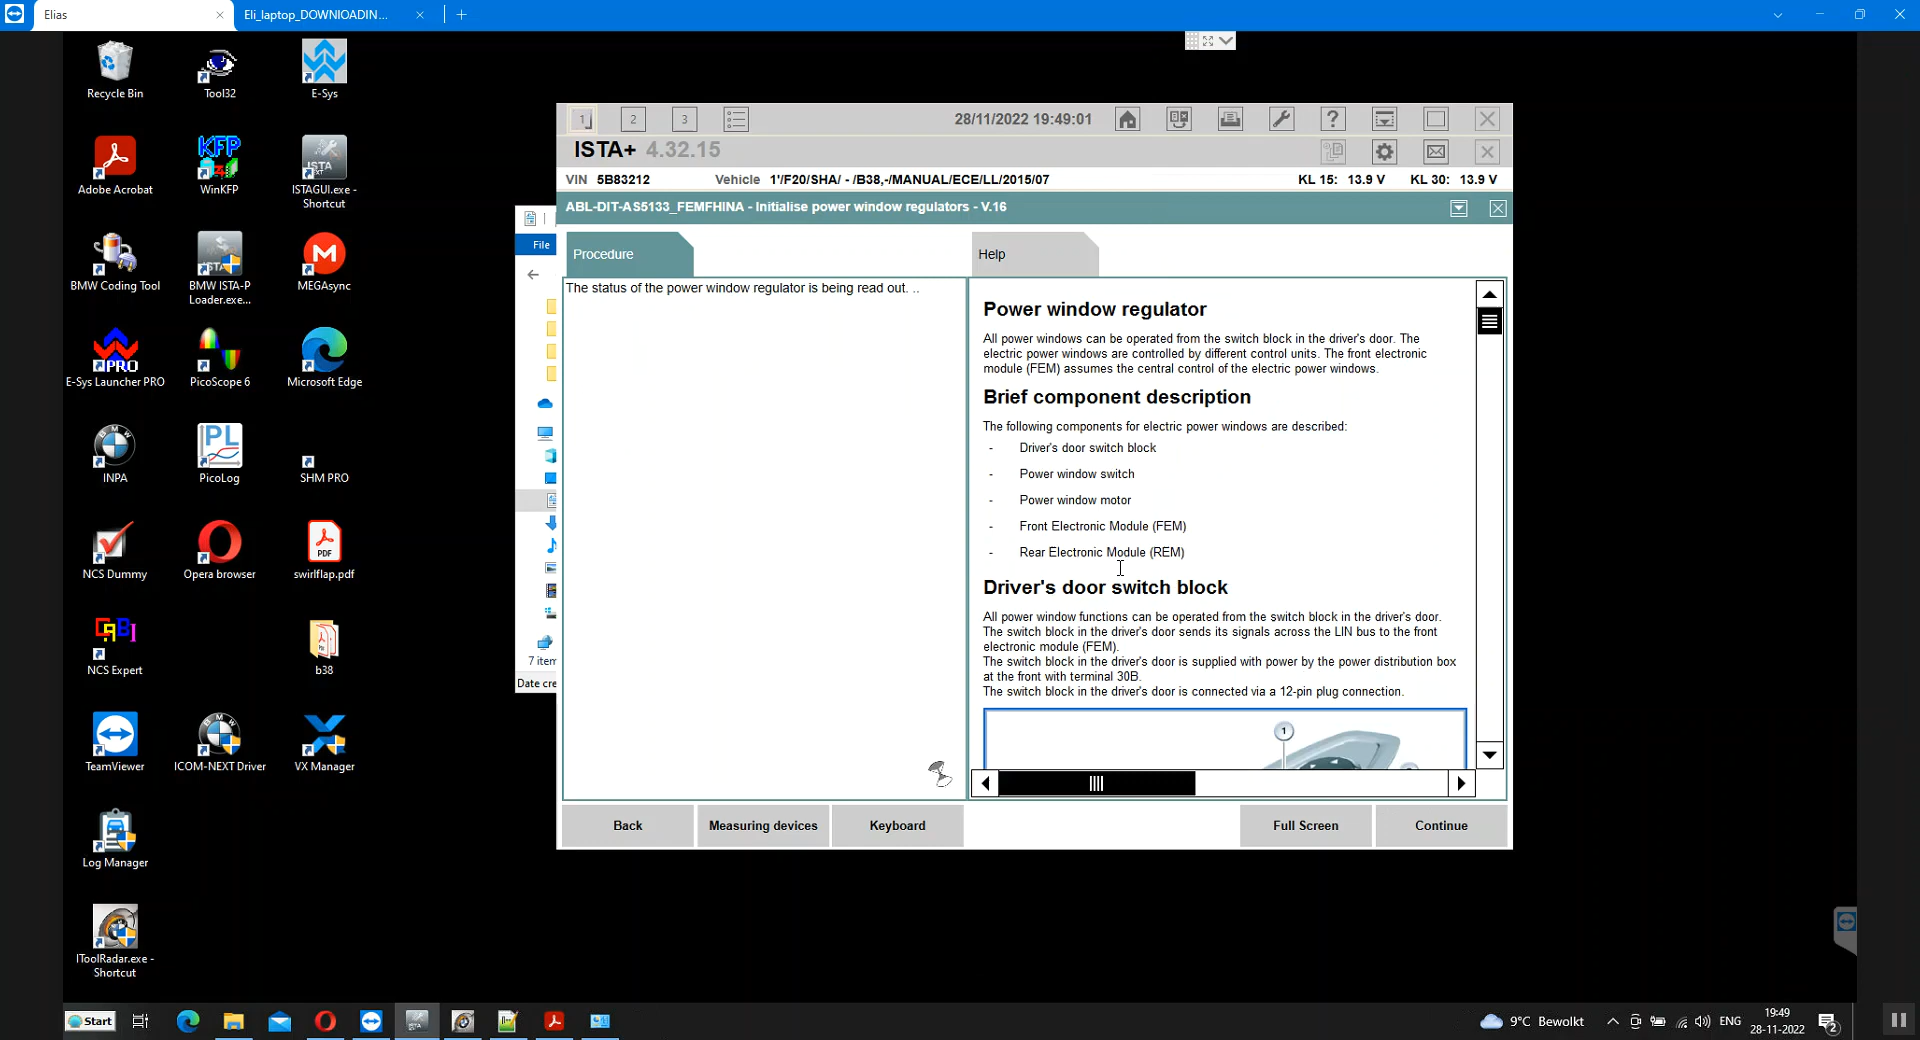 Elias
Eli_laptop_DOWNlOADIN...
Recycle Bin
Tool32
E-Sys
Adobe Acrobat
KFP
WinKFP
ISTA
ISTAGUI.exe -
Shortcut
BMW Coding Tool
BMW ISTA-P
Loader.exe...
MEGAsync
PRO
E-Sys Launcher PRO
PicoScope 6
Microsoft Edge
INPA
PL
PicoLog
SHM PRO
NCS Dummy
Opera browser
PDF
swirlflap.pdf
NCS Expert
b38
TeamViewer
ICOM-NEXT Driver
VX Manager
Log Manager
IToolRadar.exe -
Shortcut
File
7 item
Date cre
1
2
3
28/11/2022 19:49:01
ISTA+ 4.32.15
VIN 5B83212 Vehicle 1'/F20/SHA/ - /B38,-/MANUAL/ECE/LL/2015/07 KL 15: 13.9 V KL 30: 13.9 V
ABL-DIT-AS5133_FEMFHINA - Initialise power window regulators - V.16
Procedure
Help
The status of the power window regulator is being read out. ..
Power window regulator
All power windows can be operated from the switch block in the driver's door. The
electric power windows are controlled by different control units. The front electronic
module (FEM) assumes the central control of the electric power windows.
Brief component description
The following components for electric power windows are described:
- Driver's door switch block
- Power window switch
- Power window motor
- Front Electronic Module (FEM)
- Rear Electronic Module (REM)
Driver's door switch block
All power window functions can be operated from the switch block in the driver's door.
The switch block in the driver's door sends its signals across the LIN bus to the front
electronic module (FEM).
The switch block in the driver's door is supplied with power by the power distribution box
at the front with terminal 30B.
The switch block in the driver's door is connected via a 12-pin plug connection.
1
Back
Measuring devices
Keyboard
Full Screen
Continue
Start
9°C Bewolkt
ENG
19:49
28-11-2022
2